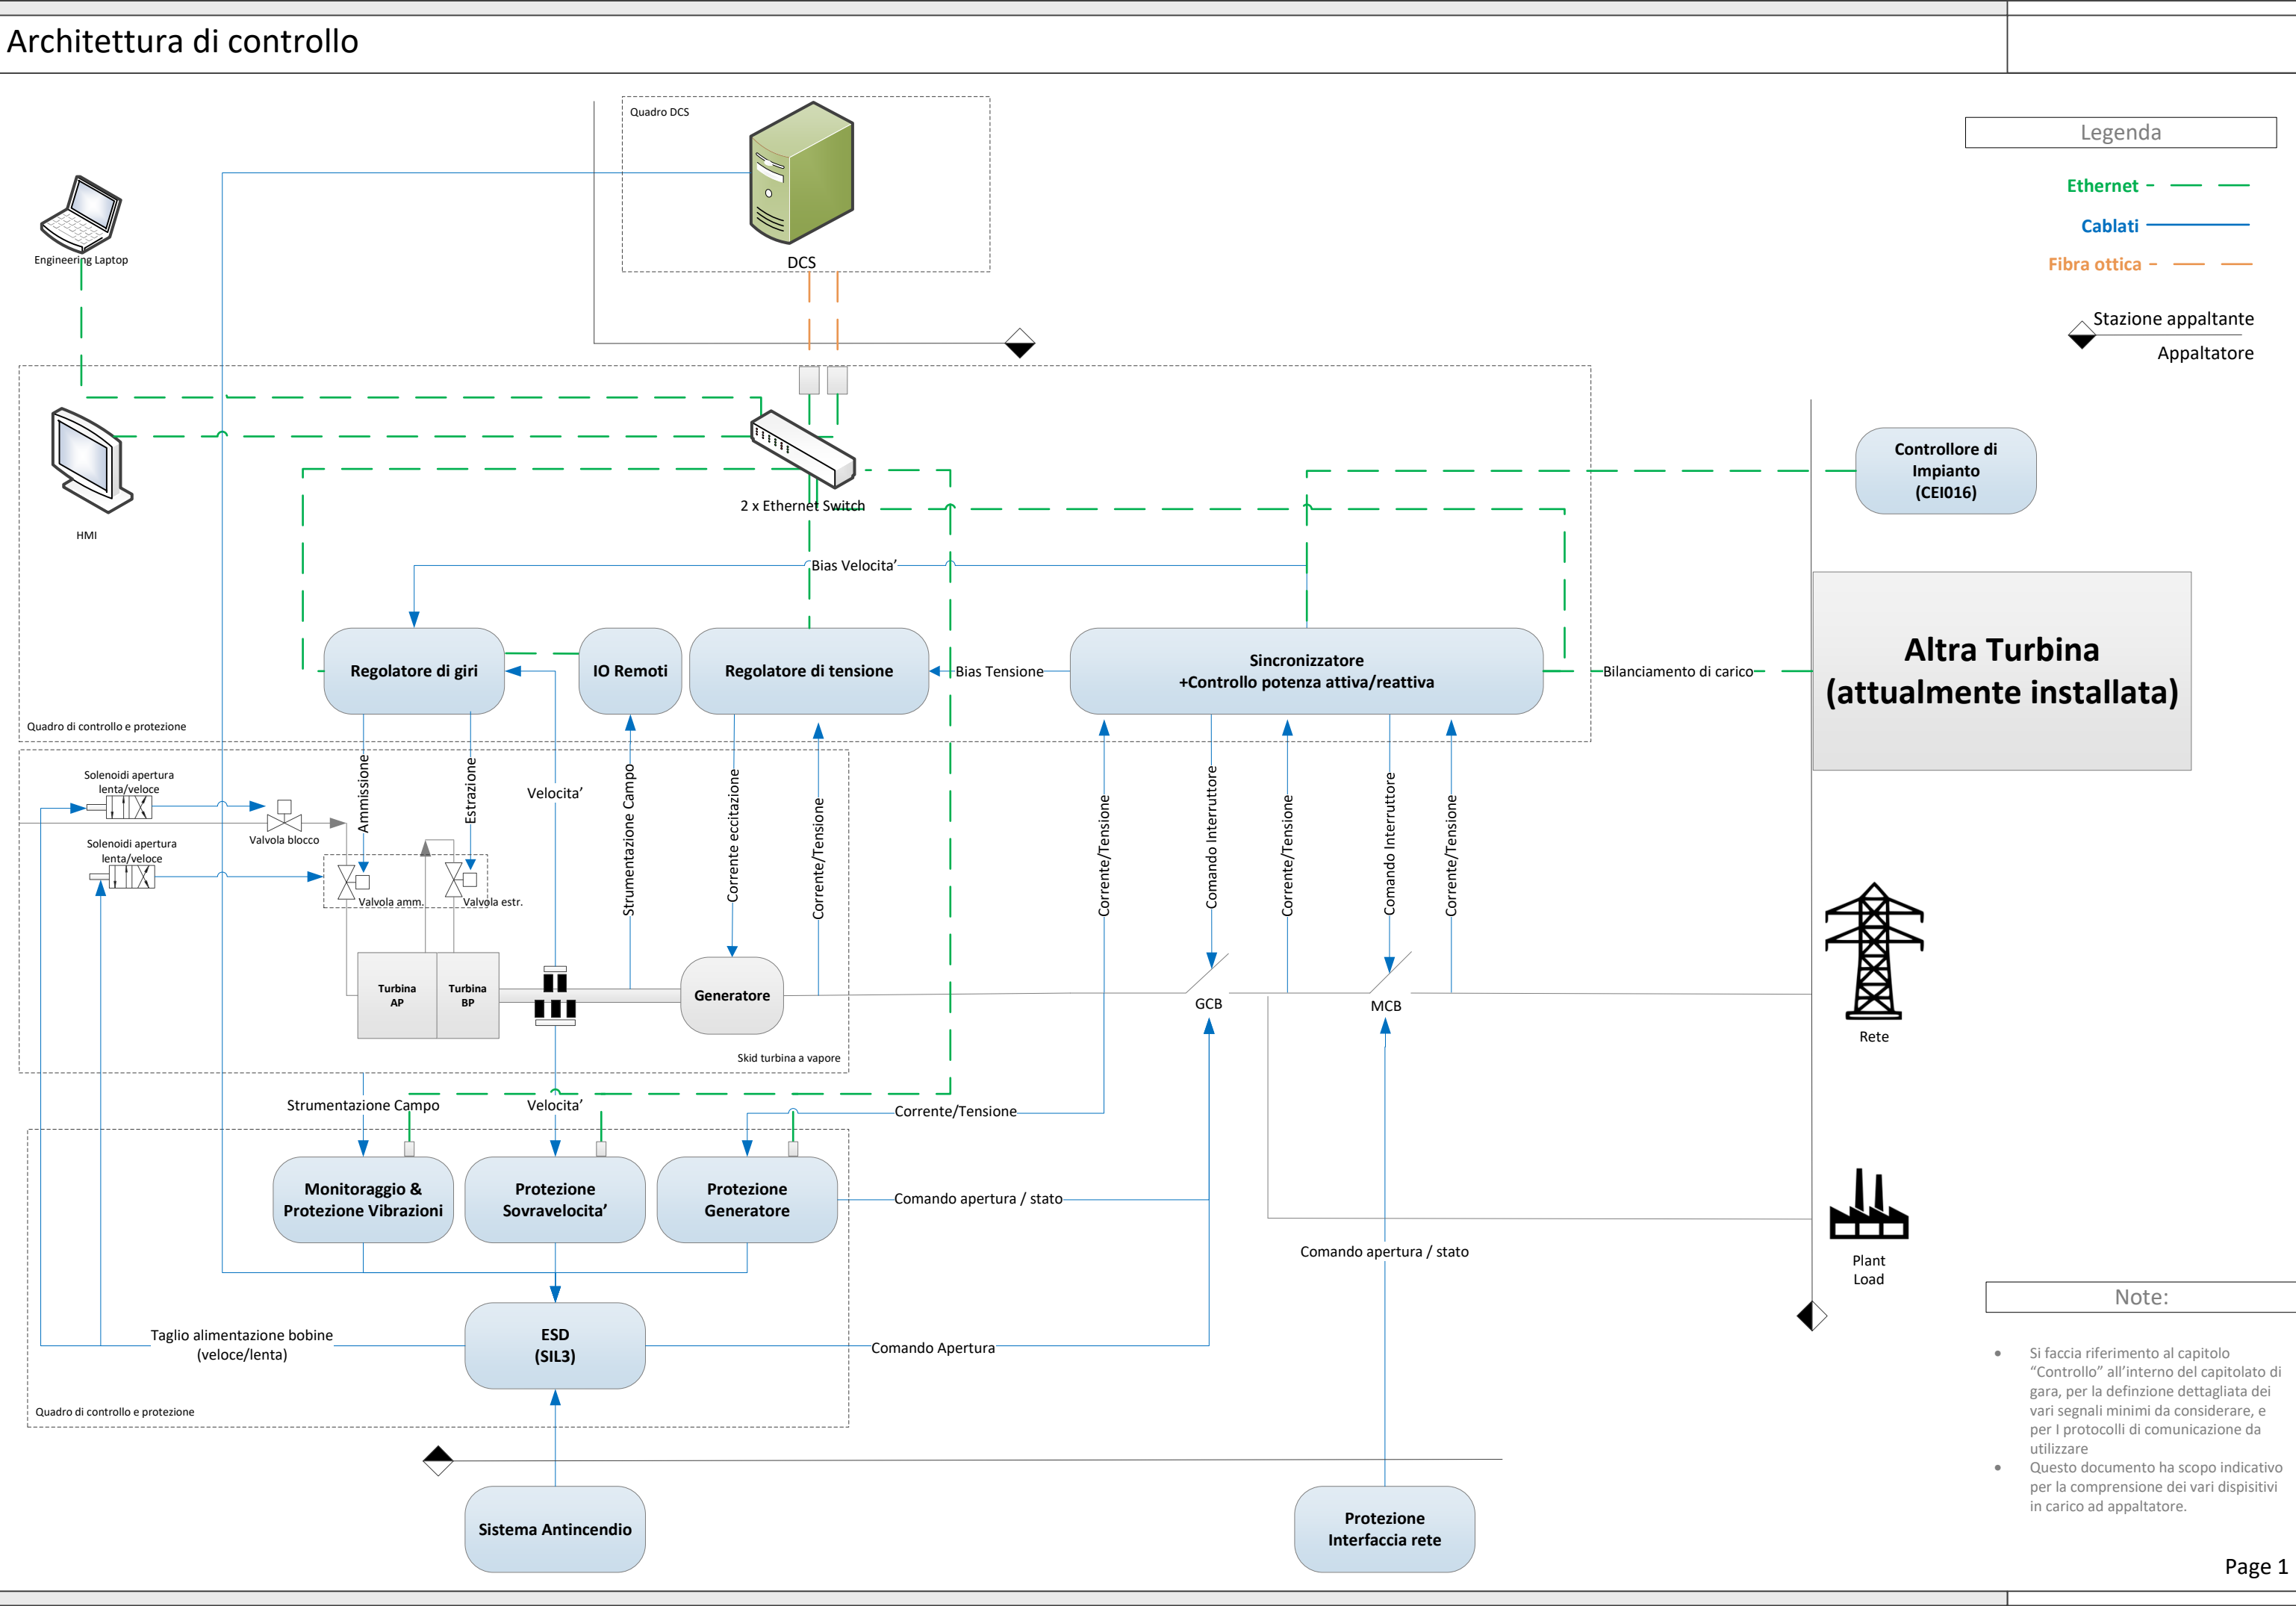 Architettura di controllo
Quadro DCS
DCS
Engineering Laptop
Legenda
Ethernet
Cablati
Fibra ottica
Stazione appaltante
Appaltatore
HMI
2 x Ethernet Switch
Controllore di
Impianto
(CEI016)
Bias Velocita’
Regolatore di giri
IO Remoti
Regolatore di tensione
Bias Tensione
Sincronizzatore
+Controllo potenza attiva/reattiva
Bilanciamento di carico
Altra Turbina
(attualmente installata)
Quadro di controllo e protezione
Solenoidi apertura
lenta/veloce
Valvola blocco
Solenoidi apertura
lenta/veloce
Ammissione
Estrazione
Velocita’
Strumentazione Campo
Corrente eccitazione
Corrente/Tensione
Corrente/Tensione
Comando Interruttore
Corrente/Tensione
Comando Interruttore
Corrente/Tensione
Valvola amm.
Valvola estr.
Turbina
AP
Turbina
BP
Generatore
GCB
MCB
Rete
Skid turbina a vapore
Strumentazione Campo
Velocita’
Corrente/Tensione
Monitoraggio &
Protezione Vibrazioni
Protezione
Sovravelocita’
Protezione
Generatore
Comando apertura / stato
Comando apertura / stato
Plant
Load
Taglio alimentazione bobine
(veloce/lenta)
ESD
(SIL3)
Comando Apertura
Quadro di controllo e protezione
Sistema Antincendio
Protezione
Interfaccia rete
Note:
• Si faccia riferimento al capitolo
“Controllo” all’interno del capitolato di
gara, per la definzione dettagliata dei
vari segnali minimi da considerare, e
per I protocolli di comunicazione da
utilizzare
• Questo documento ha scopo indicativo
per la comprensione dei vari dispisitivi
in carico ad appaltatore.
Page 1